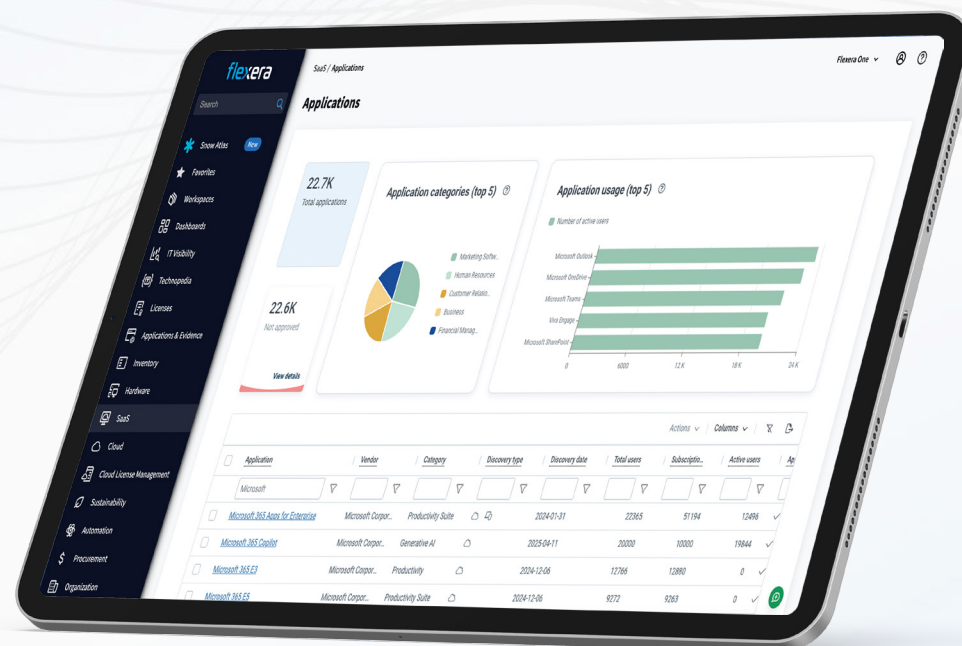 flexera
Search
Snow Atlas New
Favorites
Workspaces
Dashboards
IT Visibility
Technopedia
Licenses
Applications & Evidence
Inventory
Hardware
SaaS
Cloud
Cloud License Management
Sustainability
Automation
Procurement
Organization
SaaS / Applications
Flexera One
Applications
22.7K
Total applications
22.6K
Not approved
View details
Application categories (top 5)
Marketing Softw..
Human Resources
Customer Relatio..
Business
Financial Manag..
Application usage (top 5)
Number of active users
Microsoft Outlook
Microsoft OneDrive
Microsoft Teams
Viva Engage
Microsoft SharePoint
0 6000 12 K 18 K 24 K
Actions Columns
Application Vendor Category Discovery type Discovery date Total users Subscriptio.. Active users Ap
Microsoft
Microsoft 365 Apps for Enterprise Microsoft Corpor.. Productivity Suite 2024-01-31 22365 51194 12496
Microsoft 365 Copilot Microsoft Corpor.. Generative AI 2025-04-11 20000 10000 19844
Microsoft 365 E3 Microsoft Corpor.. Productivity 2024-12-06 12766 12880 0
Microsoft 365 E5 Microsoft Corpor.. Productivity Suite 2024-12-06 9272 9263 0